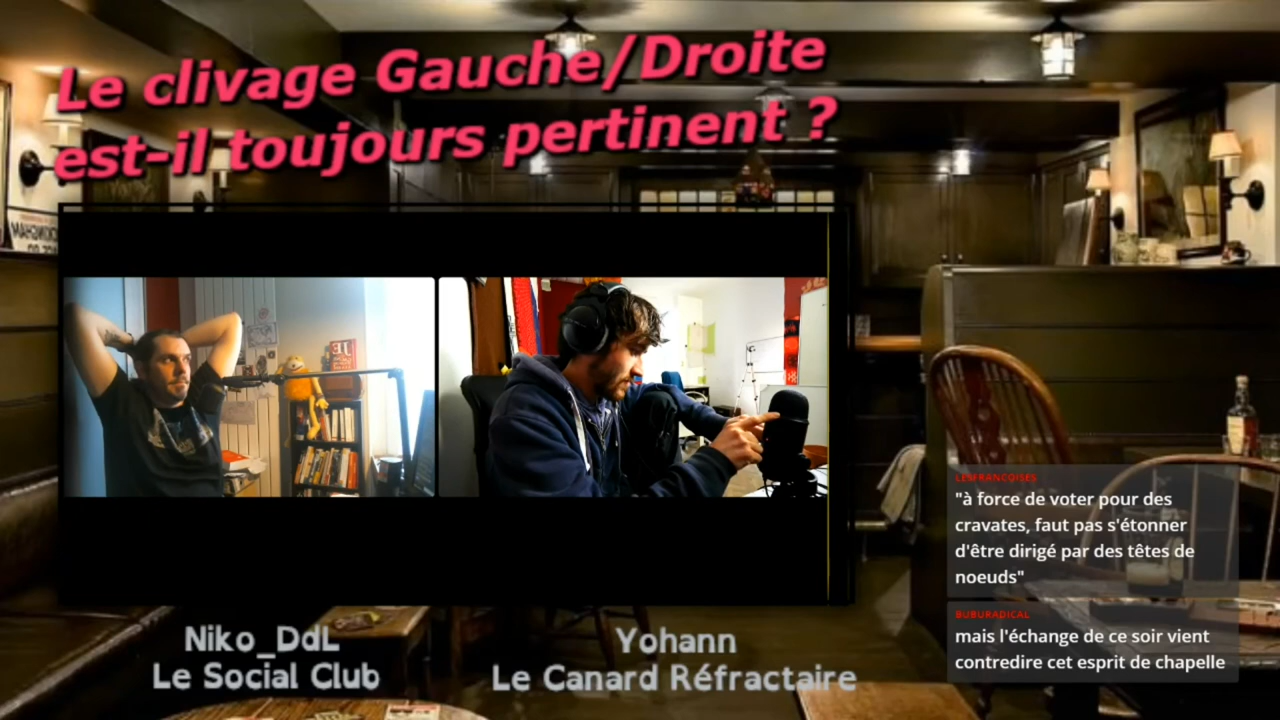 Le clivage Gauche/Droite
est-il toujours pertinent ?
JE
LESFRANCOISES
"à force de voter pour des
cravates, faut pas s'étonner
d'être dirigé par des têtes de
noeuds"
BUBURADICAL
mais l'échange de ce soir vient
contredire cet esprit de chapelle
Niko_DdL
Le Social Club
Yohann
Le Canard Réfractaire